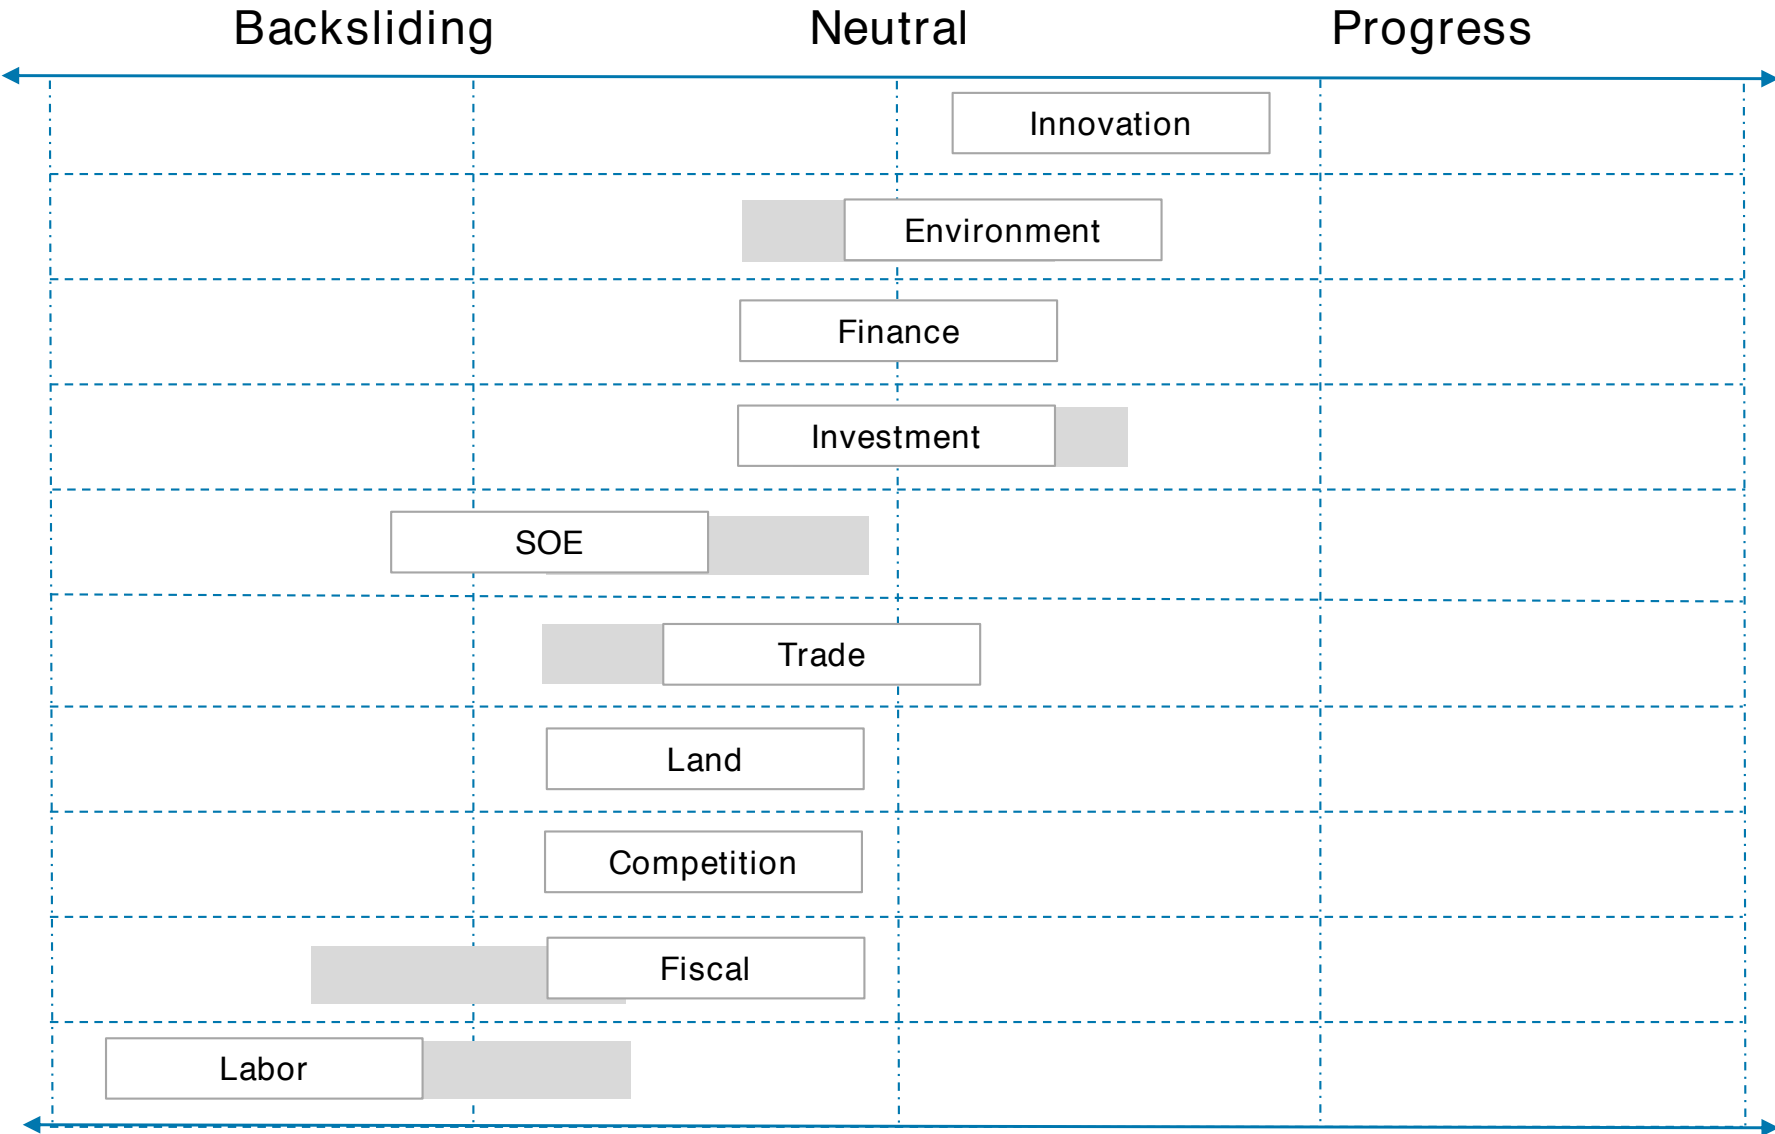 Backsliding Neutral Progress
Innovation
Environment
Finance
Investment
SOE
Trade
Land
Competition
Fiscal
Labor